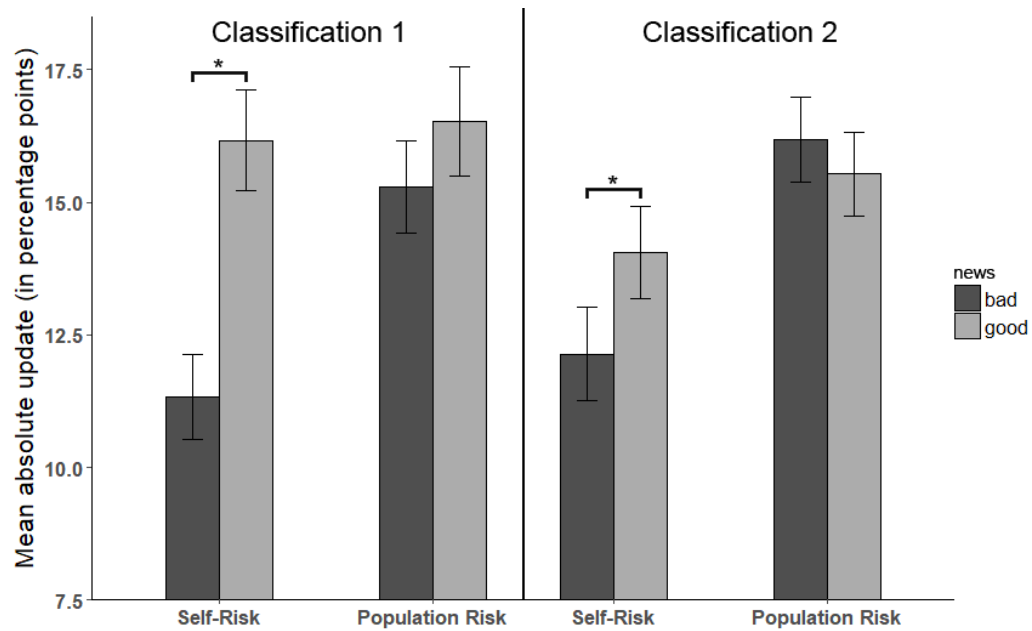 Classification 1
Classification 2
Mean absolute update (in percentage points)
17.5
15.0
12.5
10.0
7.5
*
*
Self-Risk
Population Risk
Self-Risk
Population Risk
news
bad
good